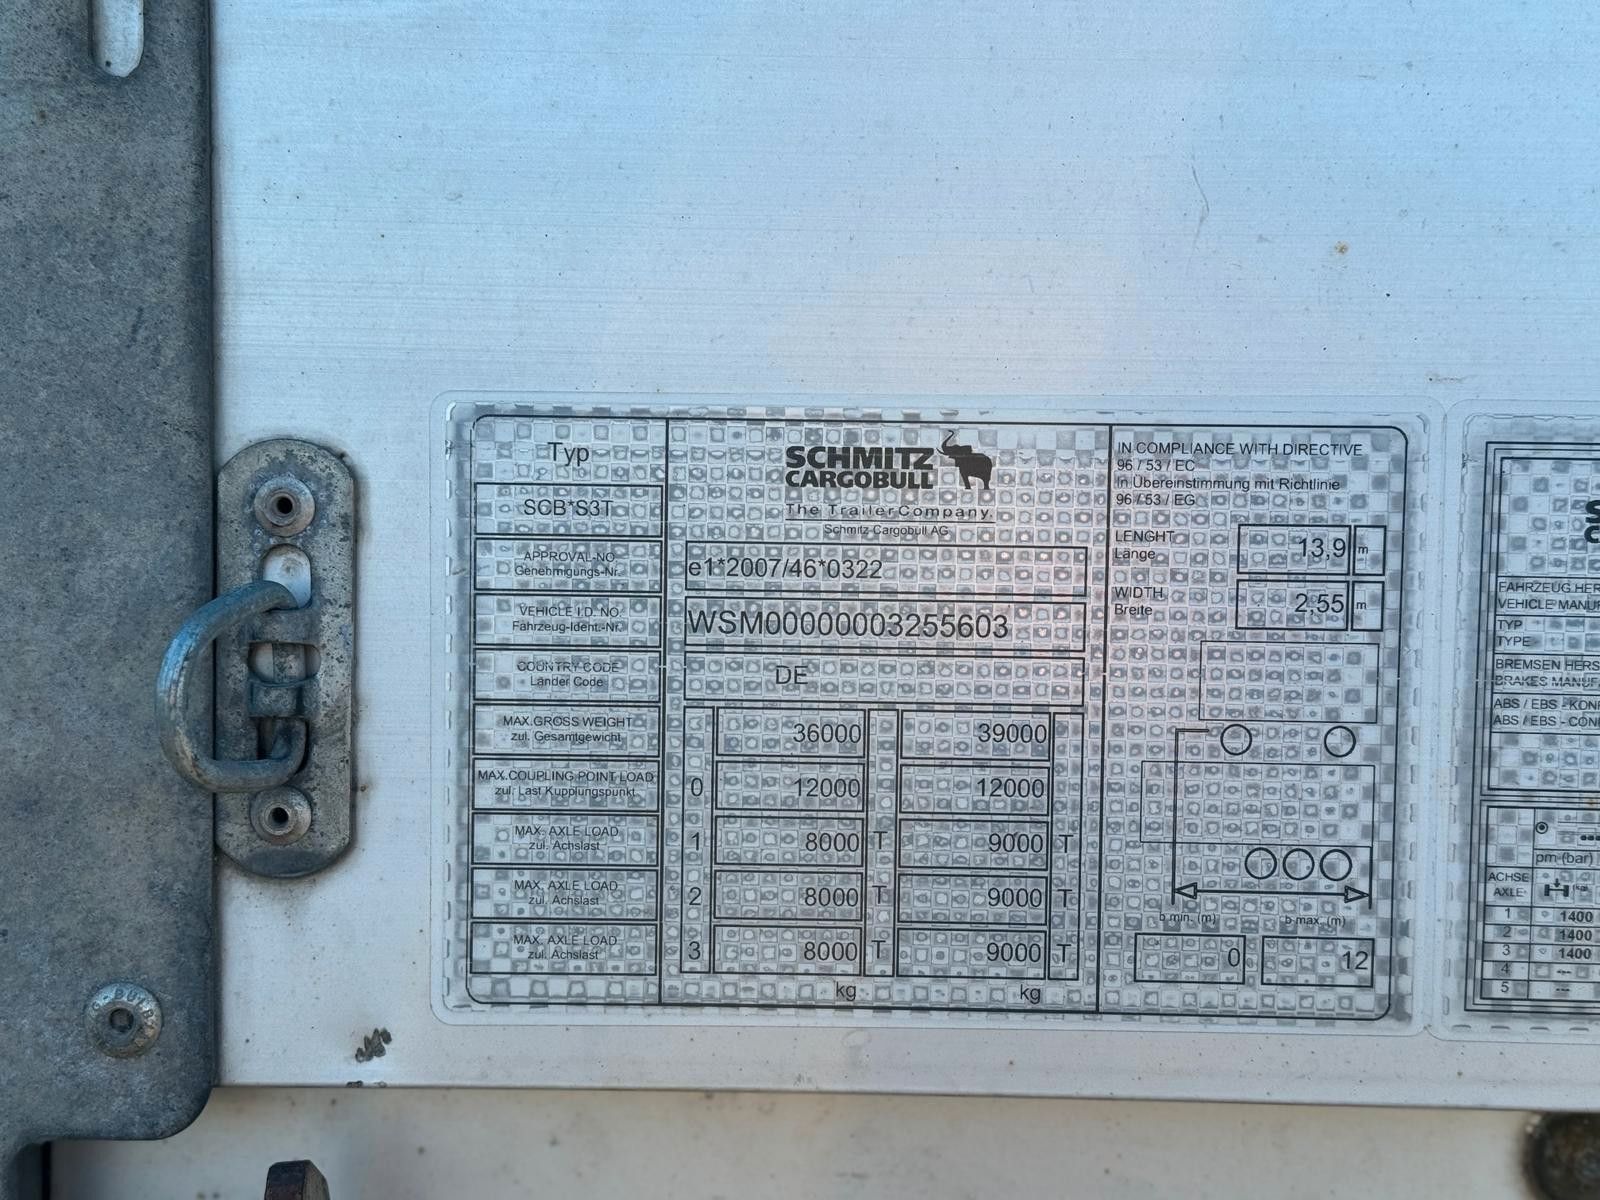 Typ
SCHMITZ
CARGOBULL
The Trailer Company.
Schmitz Cargobull AG
SCB*S3T
APPROVAL-NO.
Genehmigungs-Nr.
e1*2007/46*0322
VEHICLE I.D. NO.
Fahrzeug-Ident.-Nr.
WSM00000003255603
COUNTRY CODE
Länder Code
DE
MAX.GROSS WEIGHT
zul. Gesamtgewicht
36000 39000
MAX.COUPLING POINT LOAD
zul. Last Kupplungspunkt
0 12000 12000
MAX. AXLE LOAD
zul. Achslast
1 8000 T 9000 T
MAX. AXLE LOAD
zul. Achslast
2 8000 T 9000 T
MAX. AXLE LOAD
zul. Achslast
3 8000 T 9000 T
kg kg
IN COMPLIANCE WITH DIRECTIVE
96 / 53 / EC
In Übereinstimmung mit Richtlinie
96 / 53 / EG
LENGHT
Länge
13,9 m
WIDTH
Breite
2,55 m
b min. (m) b max. (m)
0 12
FAHRZEUG HER
VEHICLE MANUF
TYP
TYPE
BREMSEN HERS
BRAKES MANUF
ABS / EBS - KONF
ABS / EBS - CONF
pm (bar)
ACHSE
AXLE
1 1400
2 1400
3 1400
4 ---
5 ---